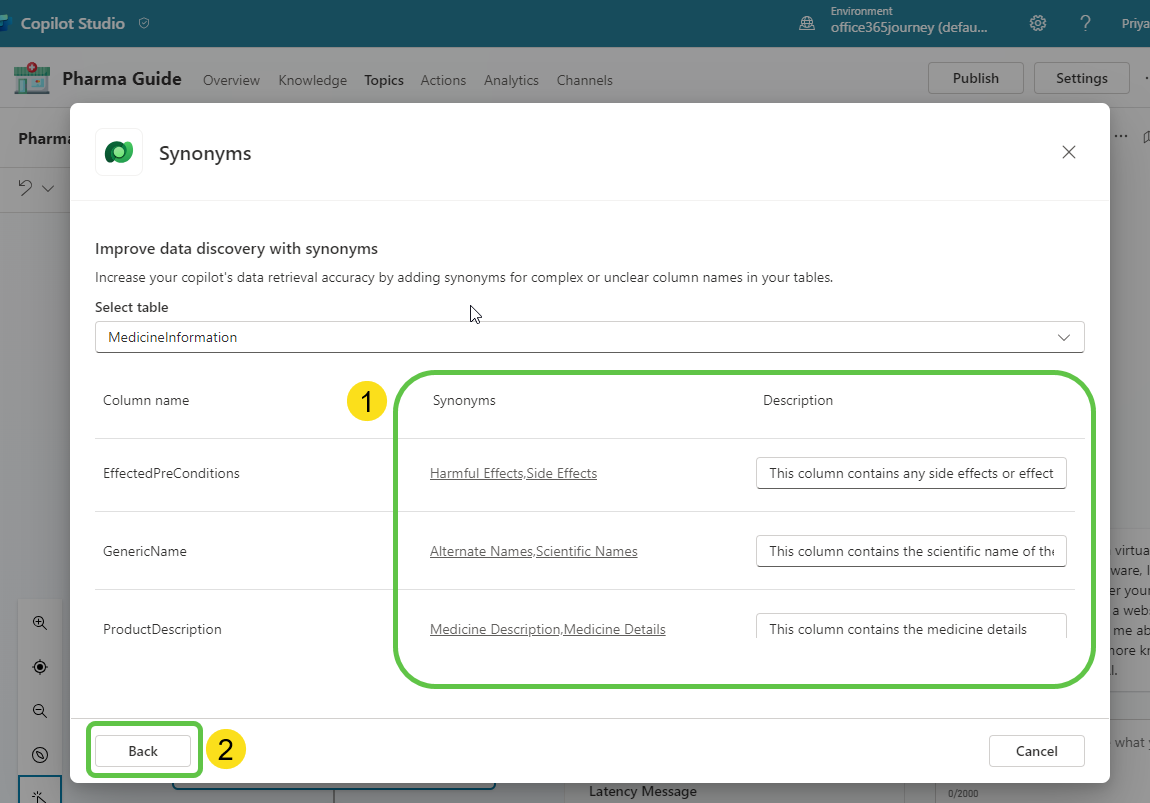 Copilot Studio
Environment
office365journey (defau...
Pharma Guide
Overview Knowledge Topics Actions Analytics Channels
Publish Settings
Synonyms
Improve data discovery with synonyms
Increase your copilot's data retrieval accuracy by adding synonyms for complex or unclear column names in your tables.
Select table
MedicineInformation
Column name 1 Synonyms Description
EffectedPreConditions Harmful Effects,Side Effects This column contains any side effects or effect
GenericName Alternate Names,Scientific Names This column contains the scientific name of the
ProductDescription Medicine Description,Medicine Details This column contains the medicine details
Back 2 Cancel
Latency Message
0/2000